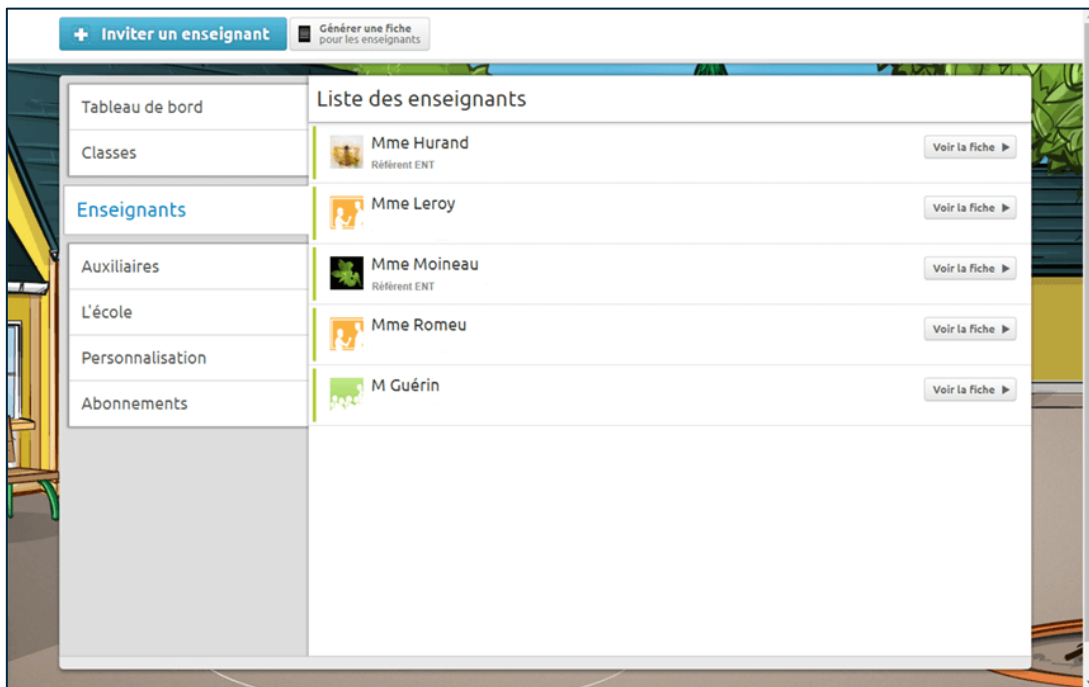 Inviter un enseignant
Générer une fiche
pour les enseignants
Tableau de bord
Classes
Enseignants
Auxiliaires
L'école
Personnalisation
Abonnements
Liste des enseignants
Mme Hurand
Référent ENT
Voir la fiche
Mme Leroy
Voir la fiche
Mme Moineau
Référent ENT
Voir la fiche
Mme Romeu
Voir la fiche
M Guérin
Voir la fiche